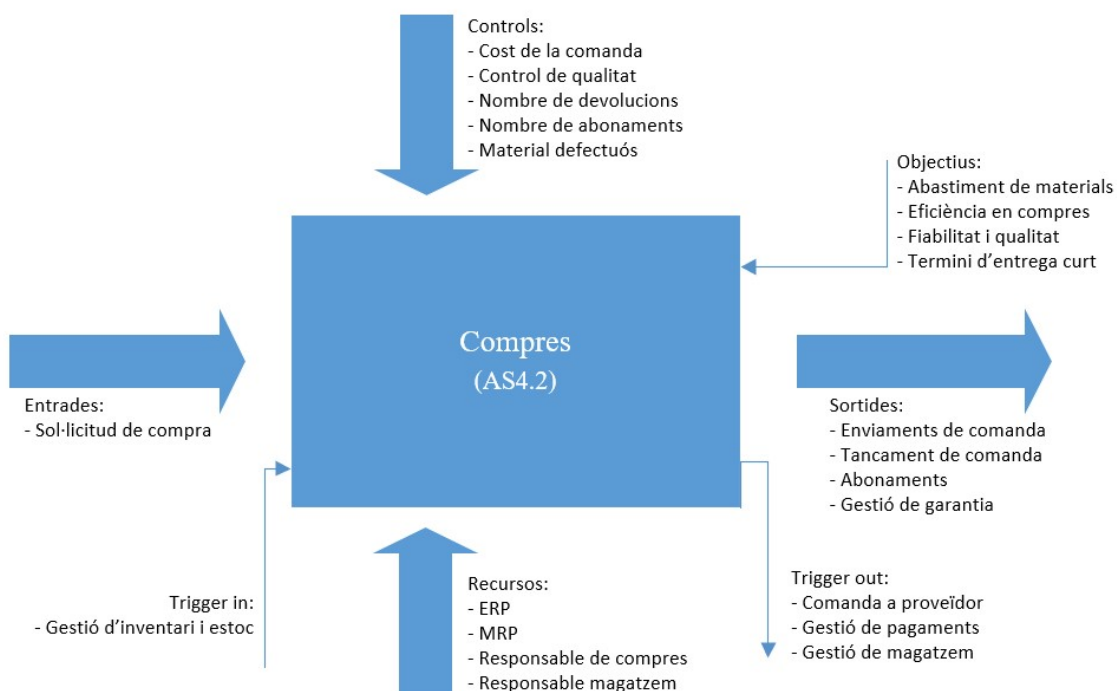 Controls:
- Cost de la comanda
- Control de qualitat
- Nombre de devolucions
- Nombre de abonaments
- Material defectuós
Objectius:
- Abastiment de materials
- Eficiència en compres
- Fiabilitat i qualitat
- Termini d’entrega curt
Compres
(AS4.2)
Entrades:
- Sol·licitud de compra
Sortides:
- Enviaments de comanda
- Tancament de comanda
- Abonaments
- Gestió de garantia
Trigger in:
- Gestió d’inventari i estoc
Recursos:
- ERP
- MRP
- Responsable de compres
- Responsable magatzem
Trigger out:
- Comanda a proveïdor
- Gestió de pagaments
- Gestió de magatzem